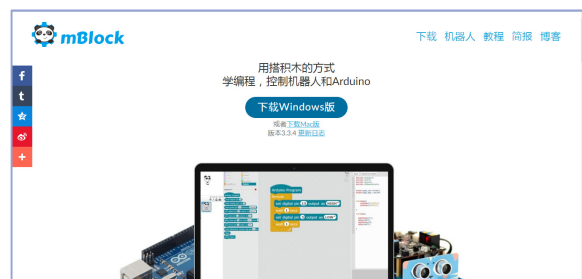 mBlock
下载 机器人 教程 简报 博客
用搭积木的方式
学编程，控制机器人和Arduino
下载Windows版
或者下载Mac版
版本3.3.4 更新日志
Arduino Program